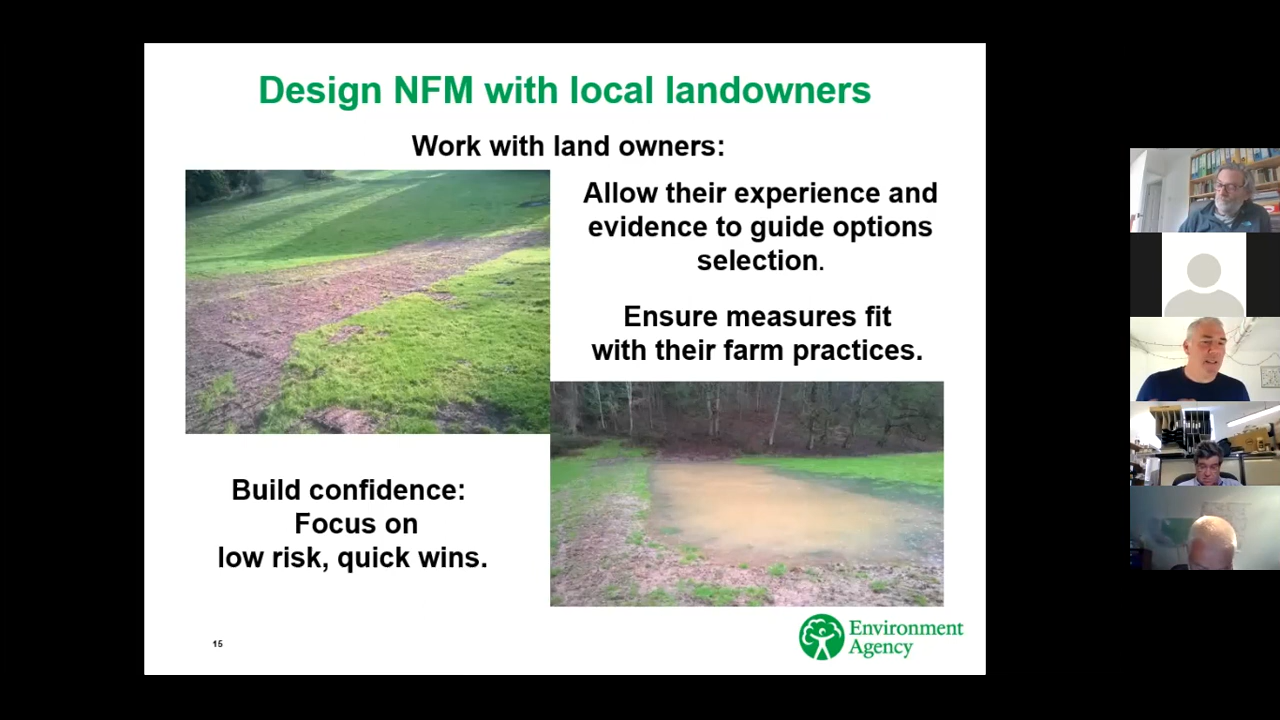 Design NFM with local landowners
Work with land owners:
Allow their experience and
evidence to guide options
selection.
Ensure measures fit
with their farm practices.
Build confidence:
Focus on
low risk, quick wins.
15
Environment
Agency